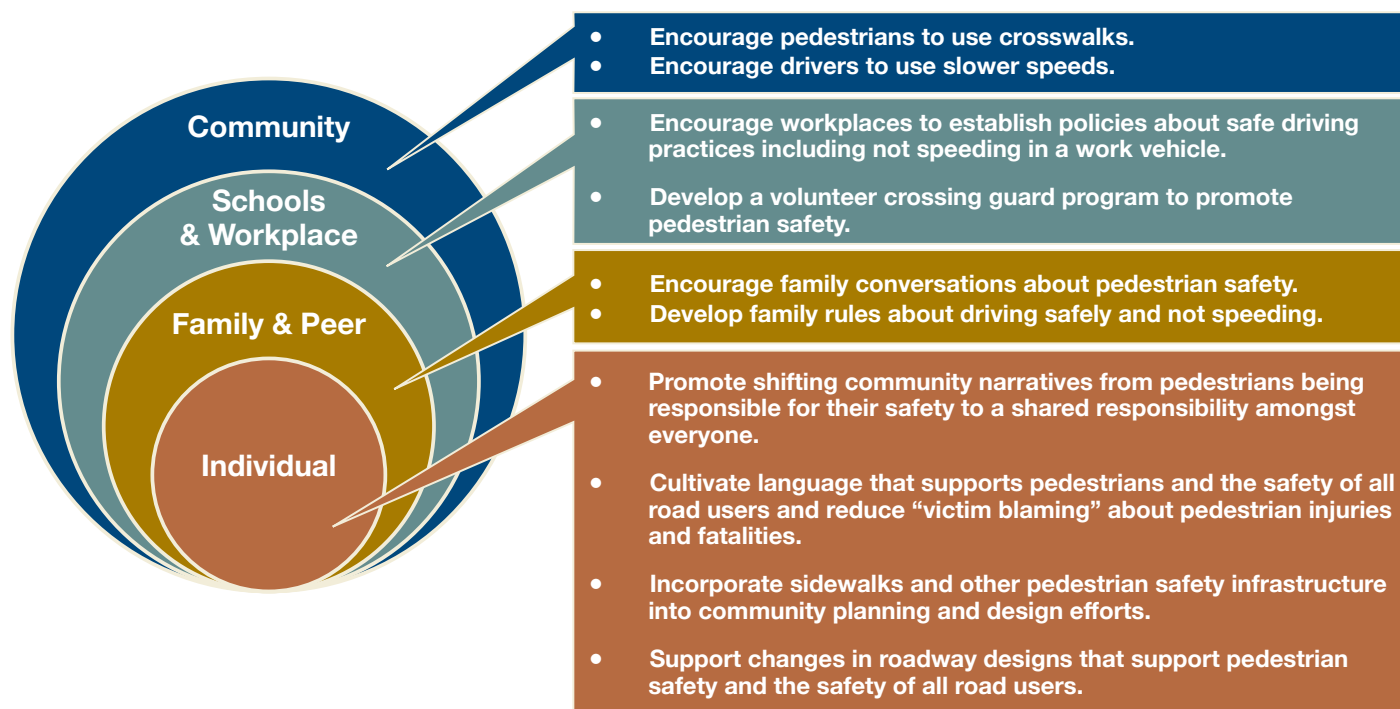 Community
Schools
& Workplace
Family & Peer
Individual
• Encourage pedestrians to use crosswalks.
• Encourage drivers to use slower speeds.
• Encourage workplaces to establish policies about safe driving
practices including not speeding in a work vehicle.
• Develop a volunteer crossing guard program to promote
pedestrian safety.
• Encourage family conversations about pedestrian safety.
• Develop family rules about driving safely and not speeding.
• Promote shifting community narratives from pedestrians being
responsible for their safety to a shared responsibility amongst
everyone.
• Cultivate language that supports pedestrians and the safety of all
road users and reduce “victim blaming” about pedestrian injuries
and fatalities.
• Incorporate sidewalks and other pedestrian safety infrastructure
into community planning and design efforts.
• Support changes in roadway designs that support pedestrian
safety and the safety of all road users.